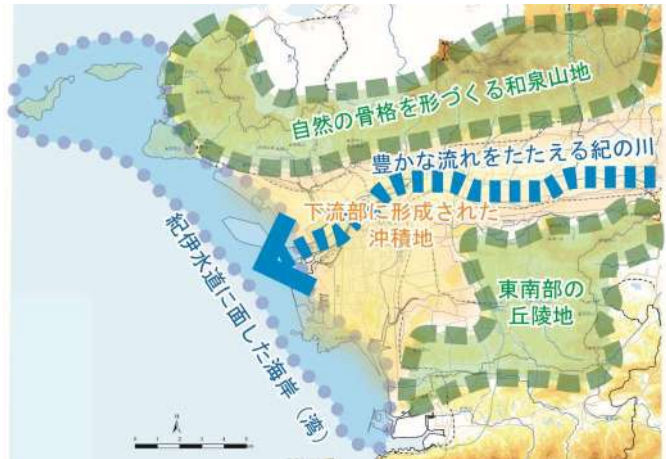 自然の骨格を形づくる和泉山地
豊かな流れをたたえる紀の川
下流部に形成された
沖積地
紀伊水道に面した海岸（湾）
東南部の
丘陵地